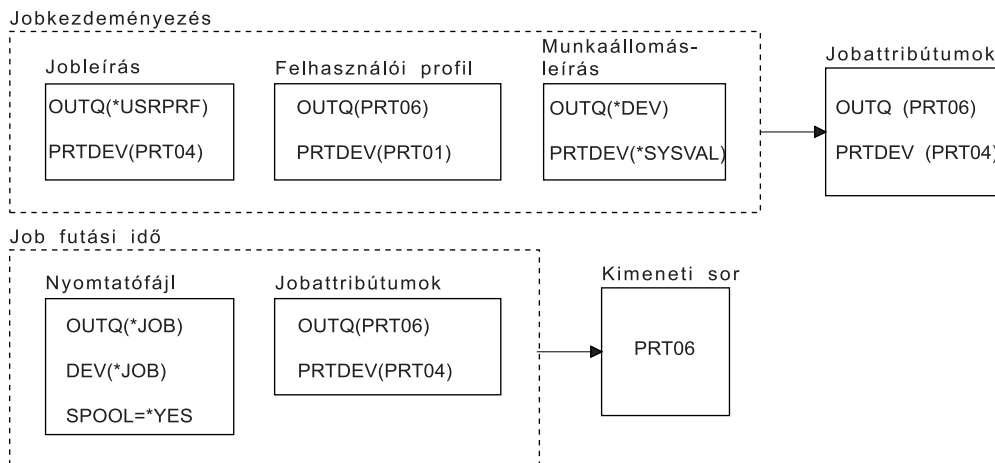 Jobkezdeményezés
Jobleírás
OUTQ(*USRPRF)
PRTDEV(PRT04)
Felhasználói profil
OUTQ(PRT06)
PRTDEV(PRT01)
Munkaállomás-
leírás
OUTQ(*DEV)
PRTDEV(*SYSVAL)
Jobattribútumok
OUTQ (PRT06)
PRTDEV (PRT04)
Job futási idő
Nyomtatófájl
OUTQ(*JOB)
DEV(*JOB)
SPOOL=*YES
Jobattribútumok
OUTQ(PRT06)
PRTDEV(PRT04)
Kimeneti sor
PRT06